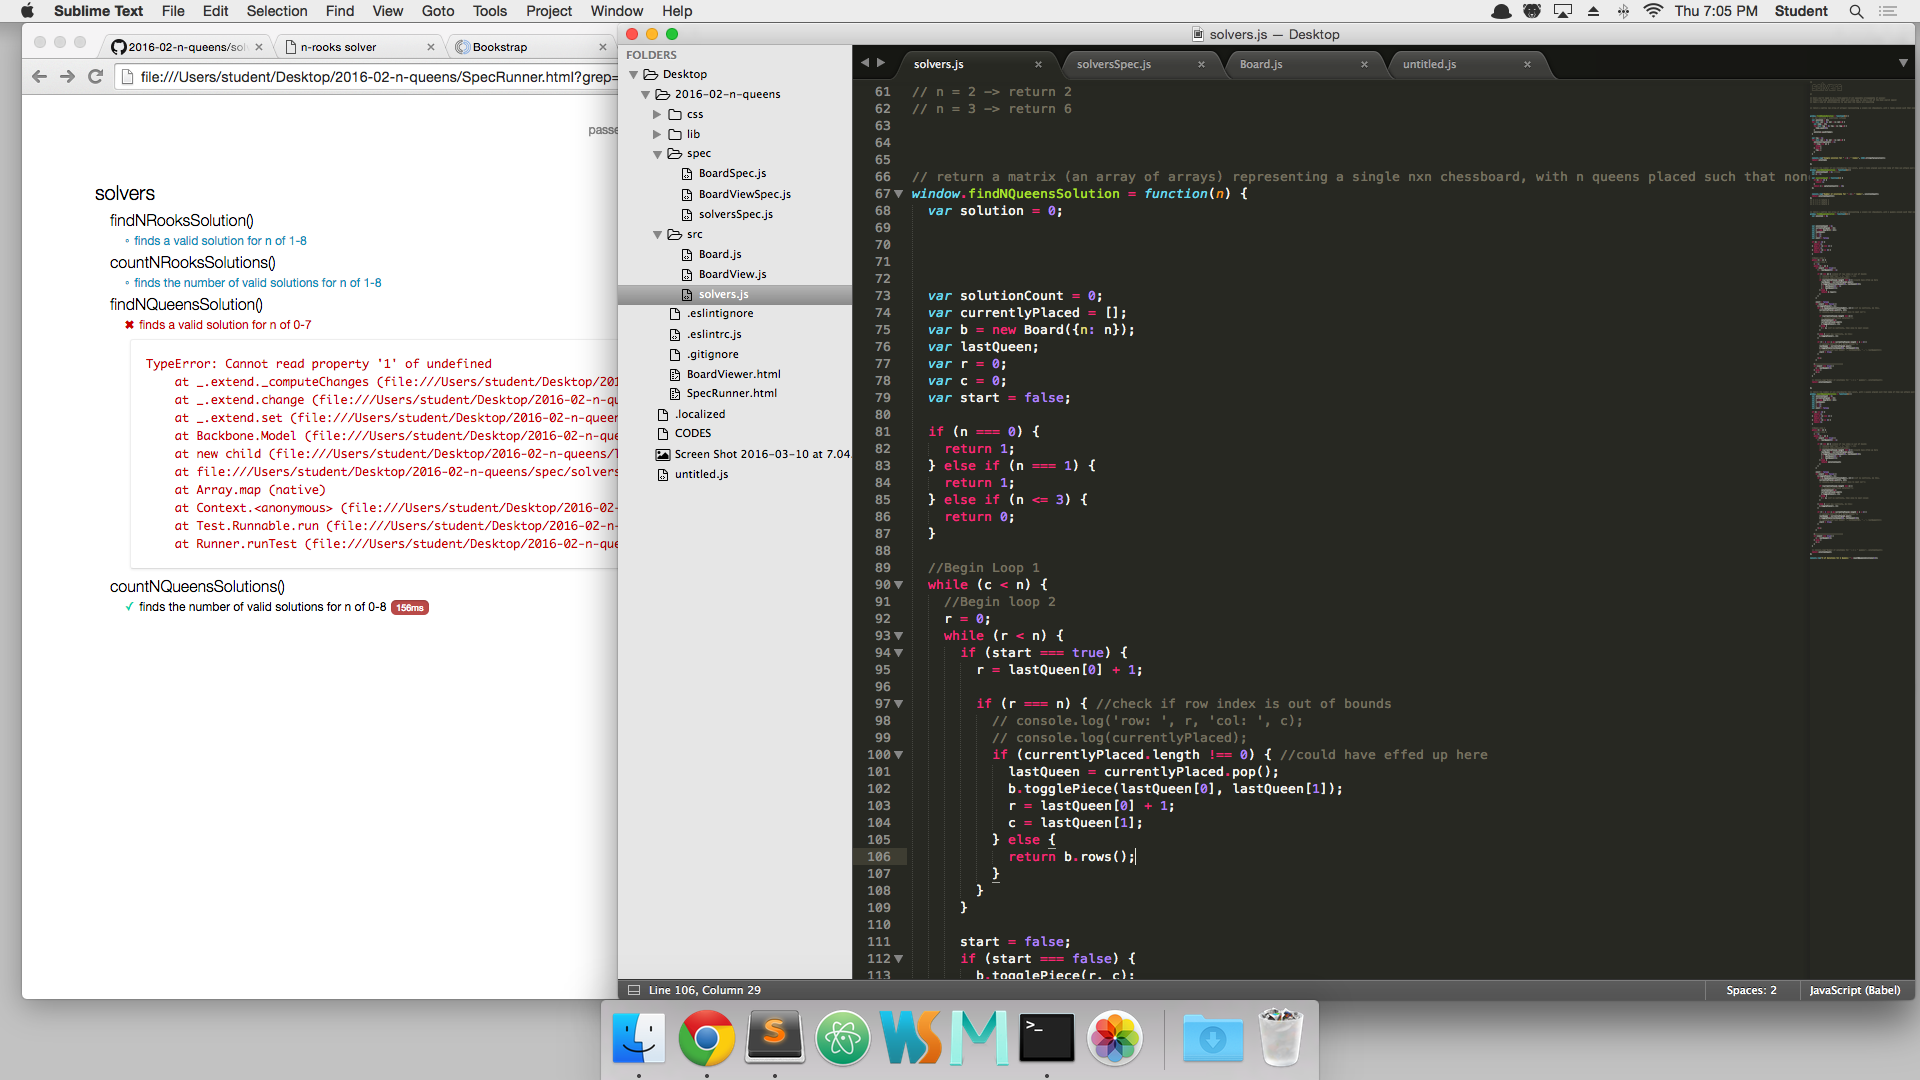 Sublime Text File Edit Selection Find View Goto Tools Project Window Help Thu 7:05 PM Student
2016-02-n-queens/sol
n-rooks solver
Bookstrap
file:///Users/student/Desktop/2016-02-n-queens/SpecRunner.html?grep=
passe
solvers
findNRooksSolution()
finds a valid solution for n of 1-8
countNRooksSolutions()
finds the number of valid solutions for n of 1-8
findNQueensSolution()
✖ finds a valid solution for n of 0-7
TypeError: Cannot read property '1' of undefined
at _.extend._computeChanges (file:///Users/student/Desktop/201
at _.extend.change (file:///Users/student/Desktop/2016-02-n-qu
at _.extend.set (file:///Users/student/Desktop/2016-02-n-queen
at Backbone.Model (file:///Users/student/Desktop/2016-02-n-que
at new child (file:///Users/student/Desktop/2016-02-n-queens/
at file:///Users/student/Desktop/2016-02-n-queens/spec/solvers
at Array.map (native)
at Context.<anonymous> (file:///Users/student/Desktop/2016-02-
at Test.Runnable.run (file:///Users/student/Desktop/2016-02-n-
at Runner.runTest (file:///Users/student/Desktop/2016-02-n-que
countNQueensSolutions()
✓ finds the number of valid solutions for n of 0-8 156ms
solvers.js — Desktop
FOLDERS
Desktop
2016-02-n-queens
css
lib
spec
BoardSpec.js
BoardViewSpec.js
solversSpec.js
src
Board.js
BoardView.js
solvers.js
.eslintignore
.eslintrc.js
.gitignore
BoardViewer.html
SpecRunner.html
.localized
CODES
Screen Shot 2016-03-10 at 7.04.
untitled.js
solvers.js
solversSpec.js
Board.js
untitled.js
61 // n = 2 —> return 2
62 // n = 3 —> return 6
63
64
65
66 // return a matrix (an array of arrays) representing a single nxn chessboard, with n queens placed such that non
67 window.findNQueensSolution = function(n) {
68 var solution = 0;
69
70
71
72
73 var solutionCount = 0;
74 var currentlyPlaced = [];
75 var b = new Board({n: n});
76 var lastQueen;
77 var r = 0;
78 var c = 0;
79 var start = false;
80
81 if (n === 0) {
82 return 1;
83 } else if (n === 1) {
84 return 1;
85 } else if (n <= 3) {
86 return 0;
87 }
88
89 //Begin Loop 1
90 while (c < n) {
91 //Begin loop 2
92 r = 0;
93 while (r < n) {
94 if (start === true) {
95 r = lastQueen[0] + 1;
96
97 if (r === n) { //check if row index is out of bounds
98 // console.log('row: ', r, 'col: ', c);
99 // console.log(currentlyPlaced);
100 if (currentlyPlaced.length !== 0) { //could have effed up here
101 lastQueen = currentlyPlaced.pop();
102 b.togglePiece(lastQueen[0], lastQueen[1]);
103 r = lastQueen[0] + 1;
104 c = lastQueen[1];
105 } else {
106 return b.rows();
107 }
108 }
109 }
110
111 start = false;
112 if (start === false) {
113 b.togglePiece(r, c);
Line 106, Column 29
Spaces: 2
JavaScript (Babel)